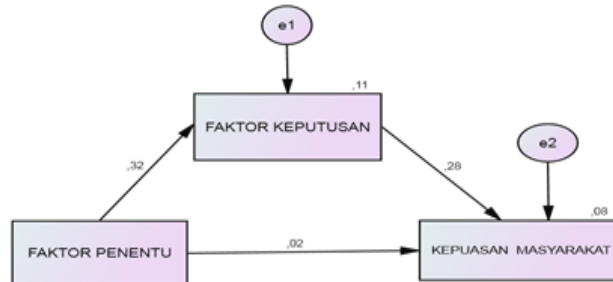 e1
,11
FAKTOR KEPUTUSAN
e2
,32
,28
,08
FAKTOR PENENTU
,02
KEPUASAN MASYARAKAT